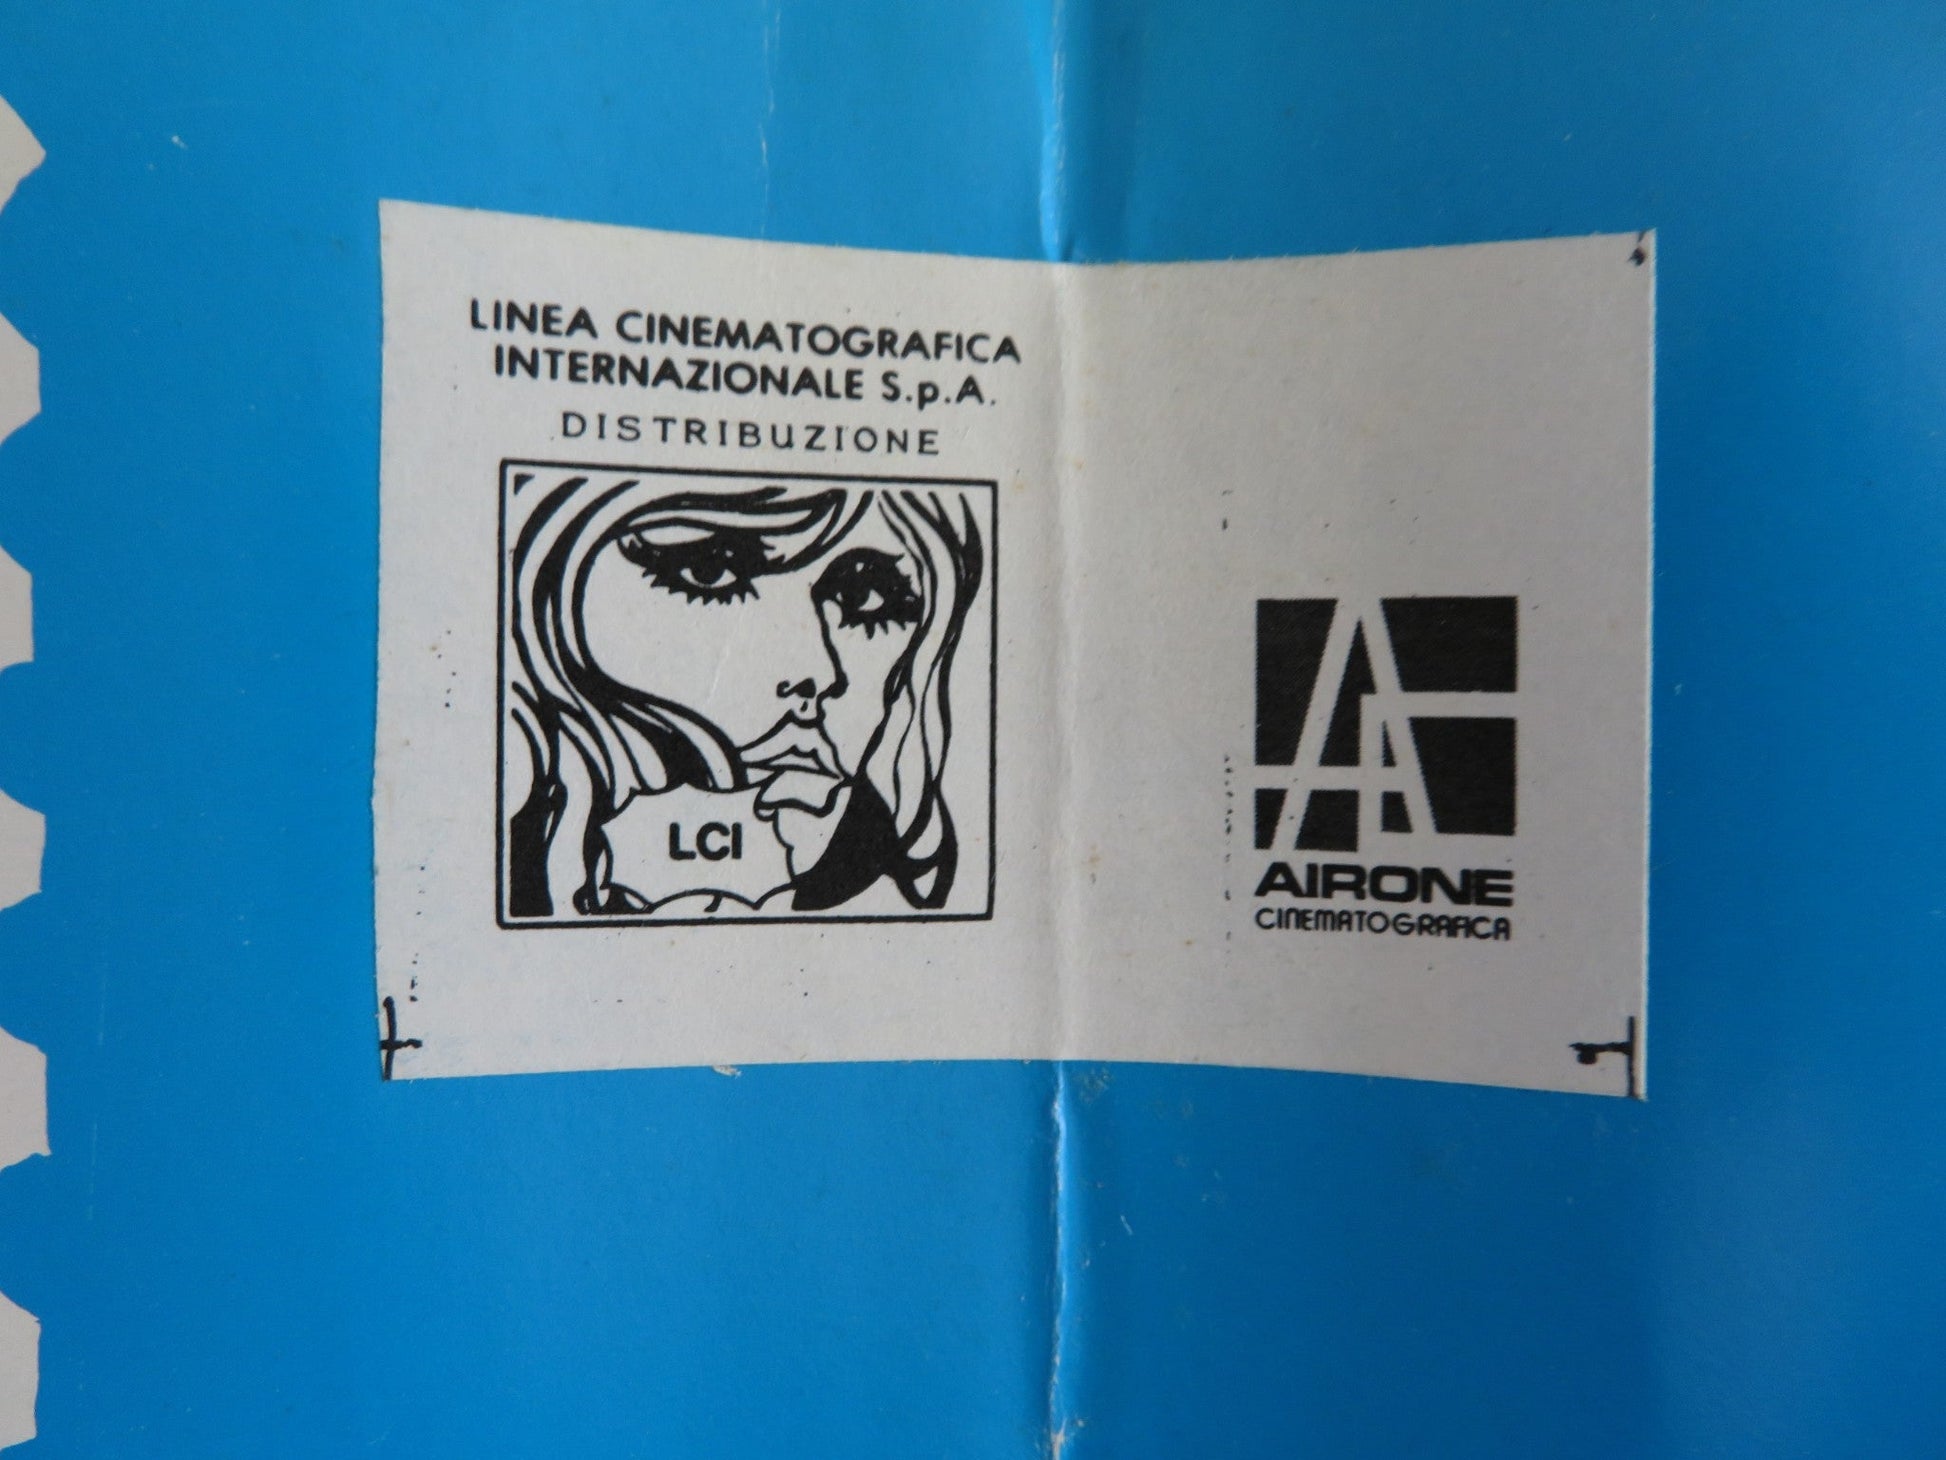 LINEA CINEMATOGRAFICA
INTERNAZIONALE S.p.A.
DISTRIBUZIONE
LCI
AIRONE
CINEMATOGRAFICA